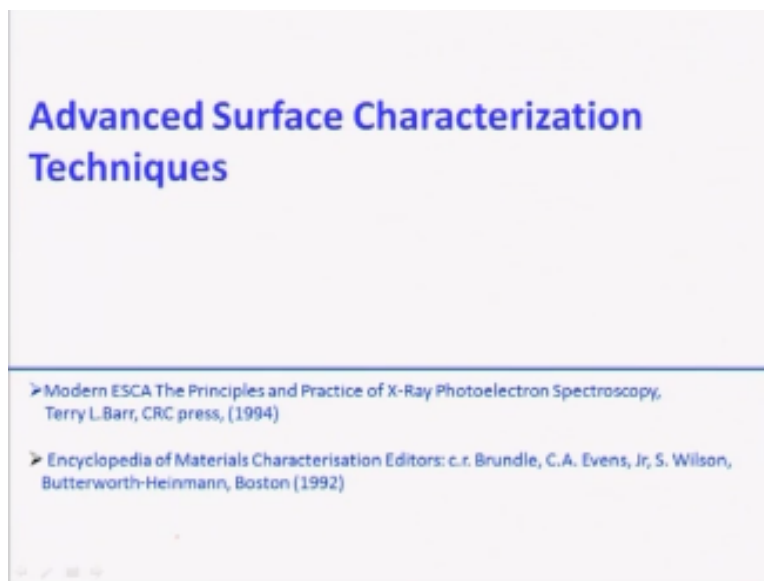 Advanced Surface Characterization
Techniques
➢Modern ESCA The Principles and Practice of X-Ray Photoelectron Spectroscopy,
Terry L.Barr, CRC press, (1994)
➢ Encyclopedia of Materials Characterisation Editors: c.r. Brundle, C.A. Evens, Jr, S. Wilson,
Butterworth-Heinmann, Boston (1992)